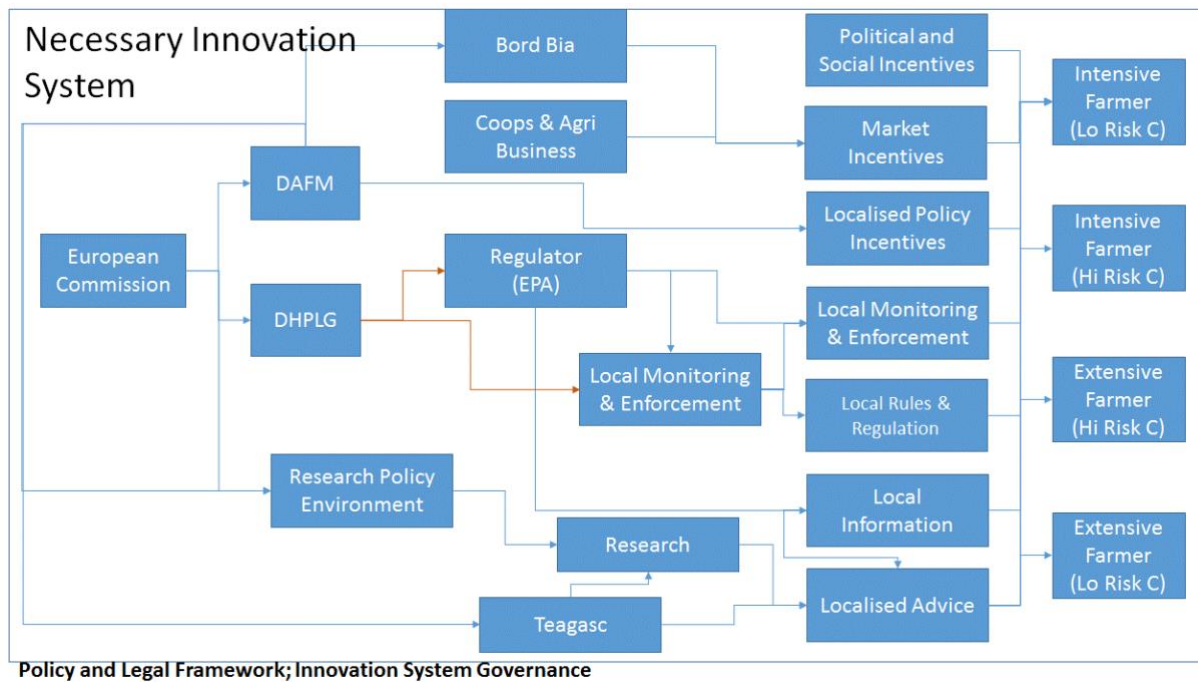 Necessary Innovation
System
Bord Bia
Political and
Social Incentives
Intensive
Farmer
(Lo Risk C)
Coops & Agri
Business
Market
Incentives
DAFM
Localised Policy
Incentives
Intensive
Farmer
(Hi Risk C)
European
Commission
Regulator
(EPA)
DHPLG
Local Monitoring
& Enforcement
Local Monitoring
& Enforcement
Extensive
Farmer
(Hi Risk C)
Local Rules &
Regulation
Research Policy
Environment
Local
Information
Research
Extensive
Farmer
(Lo Risk C)
Teagasc
Localised Advice
Policy and Legal Framework; Innovation System Governance